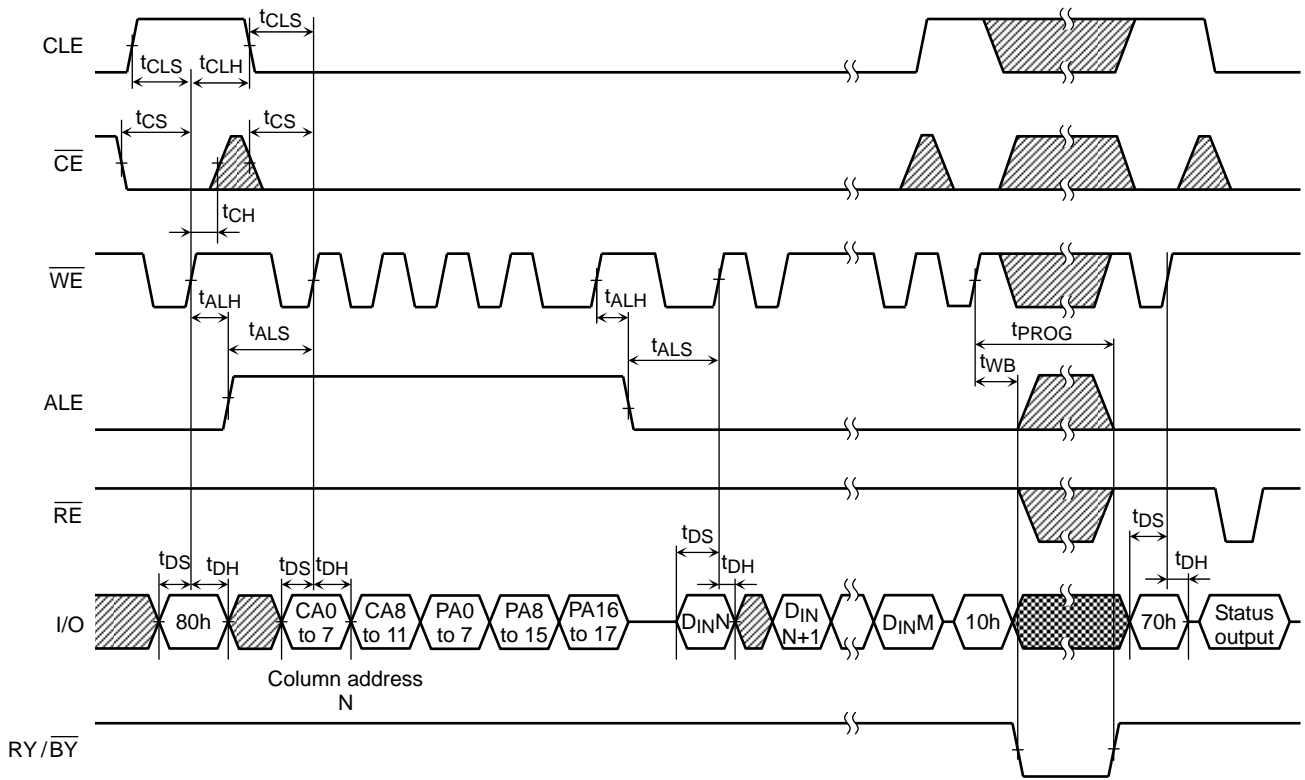 CLE
tCLS
tCLS
tCLH
CE
tCS
tCS
tCH
WE
tALH
tALS
tALH
tALS
tPROG
tWB
ALE
RE
tDS
tDH
tDS
tDH
tDS
tDH
tDS
tDH
I/O
80h
CA0
to 7
CA8
to 11
PA0
to 7
PA8
to 15
PA16
to 17
DINN
DIN
N+1
DINM
10h
70h
Status
output
Column address
N
RY/BY